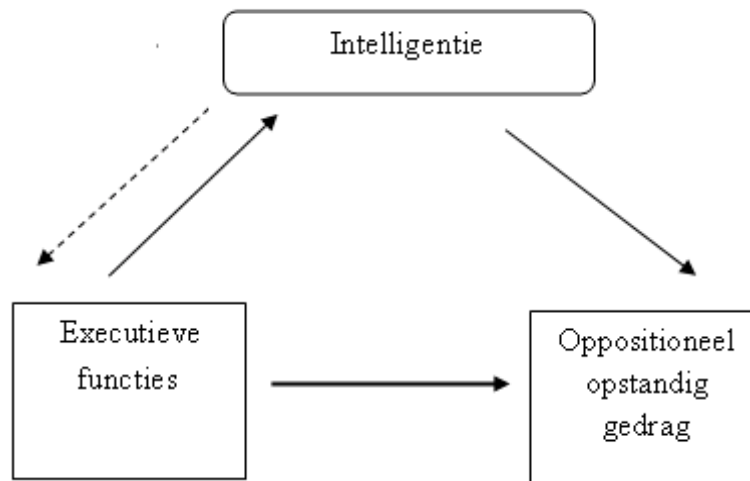 Intelligentie
Executieve
functies
Oppositioneel
opstandig
gedrag